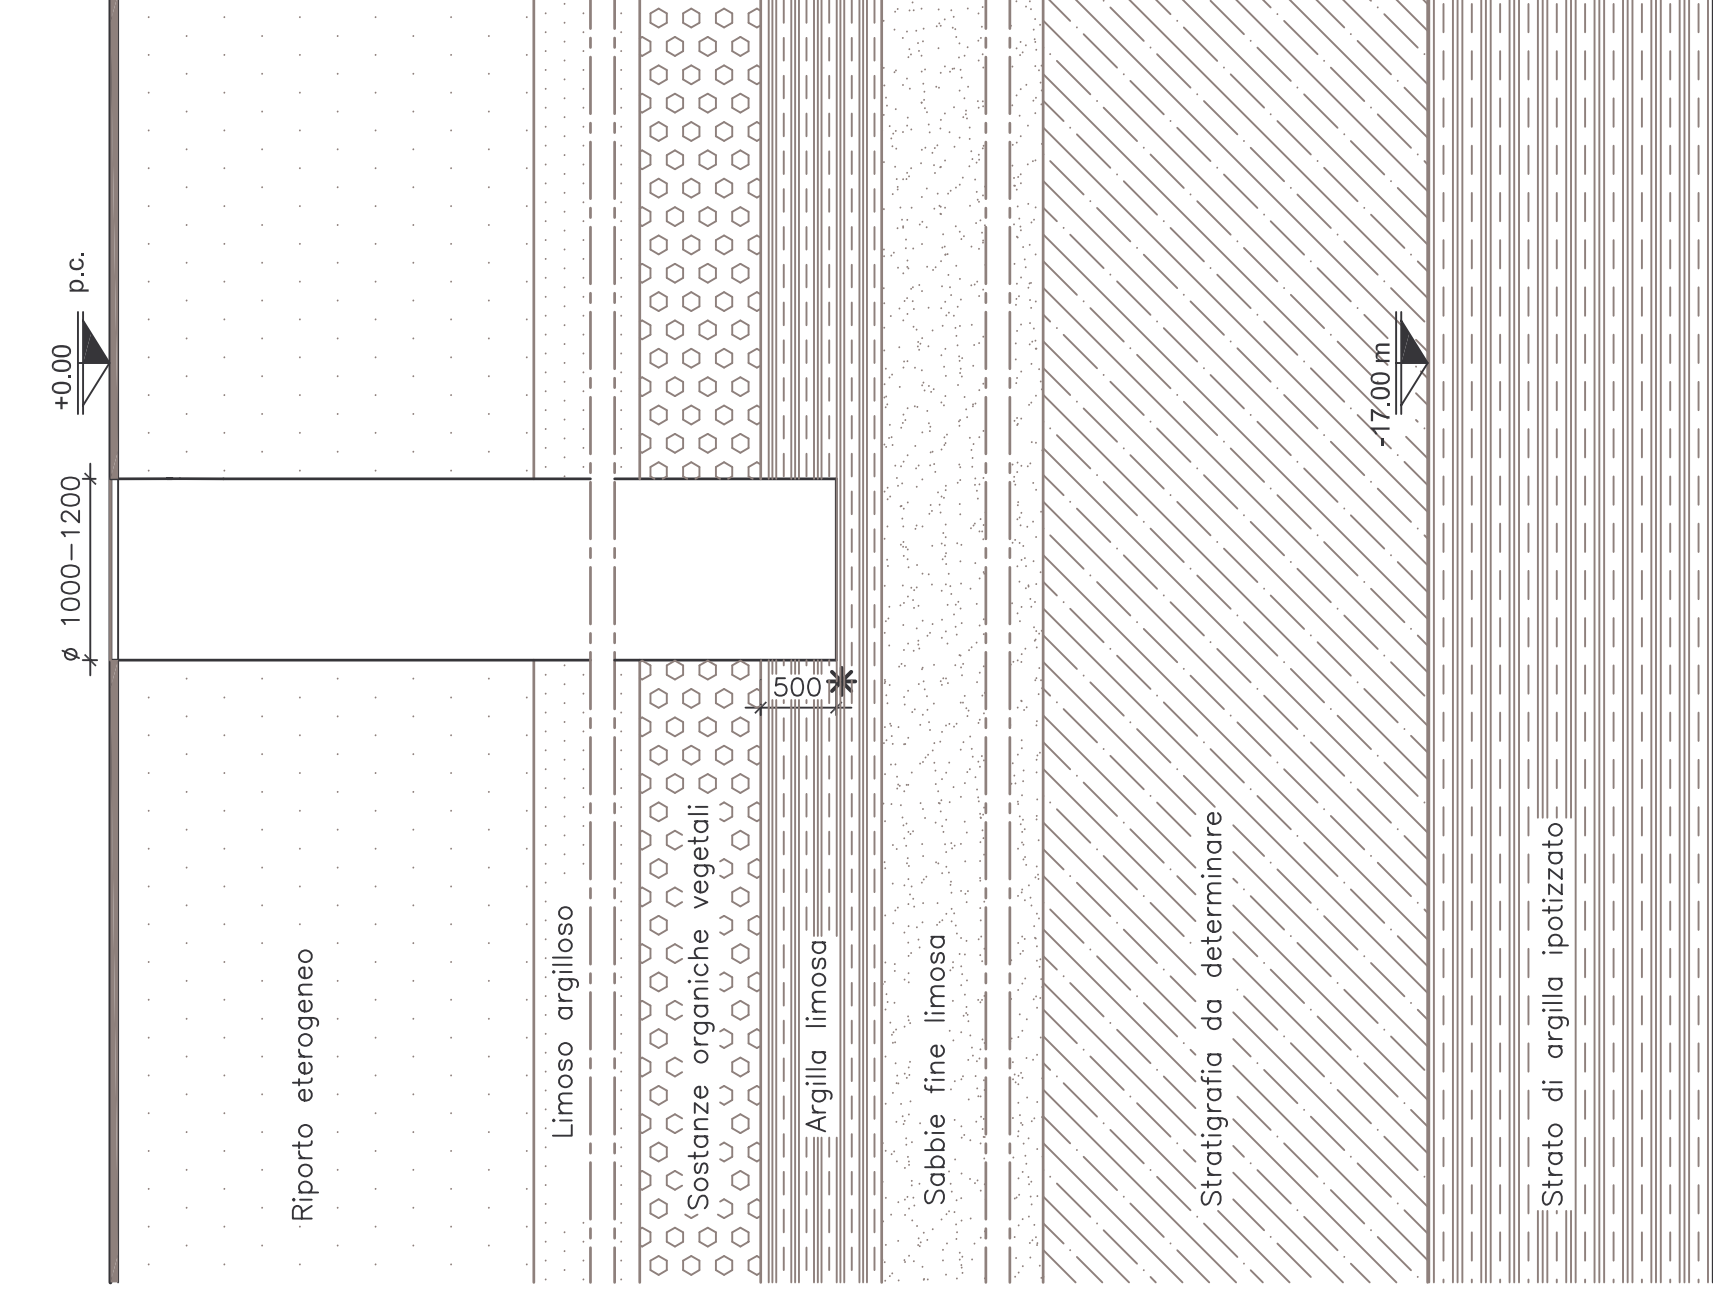 +0.00
p.c.
ø 1000-1200
-17.00 m
500
*
Riporto eterogeneo
Limoso argilloso
Sostanze organiche vegetali
Argilla limosa
Sabbie fine limosa
Stratigrafia da determinare
Strato di argilla ipotizzato